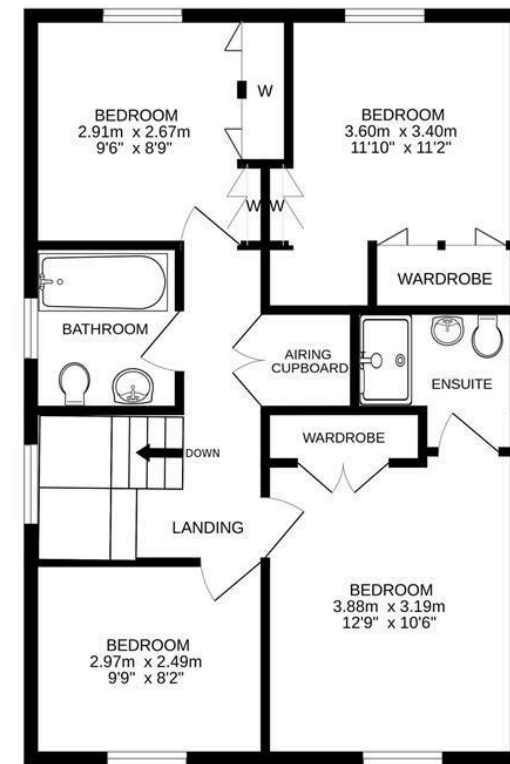 BEDROOM
2.91m x 2.67m
9'6" x 8'9"
W
BEDROOM
3.60m x 3.40m
11'10" x 11'2"
W
W
WARDROBE
BATHROOM
AIRING
CUPBOARD
ENSUITE
WARDROBE
DOWN
LANDING
BEDROOM
3.88m x 3.19m
12'9" x 10'6"
BEDROOM
2.97m x 2.49m
9'9" x 8'2"